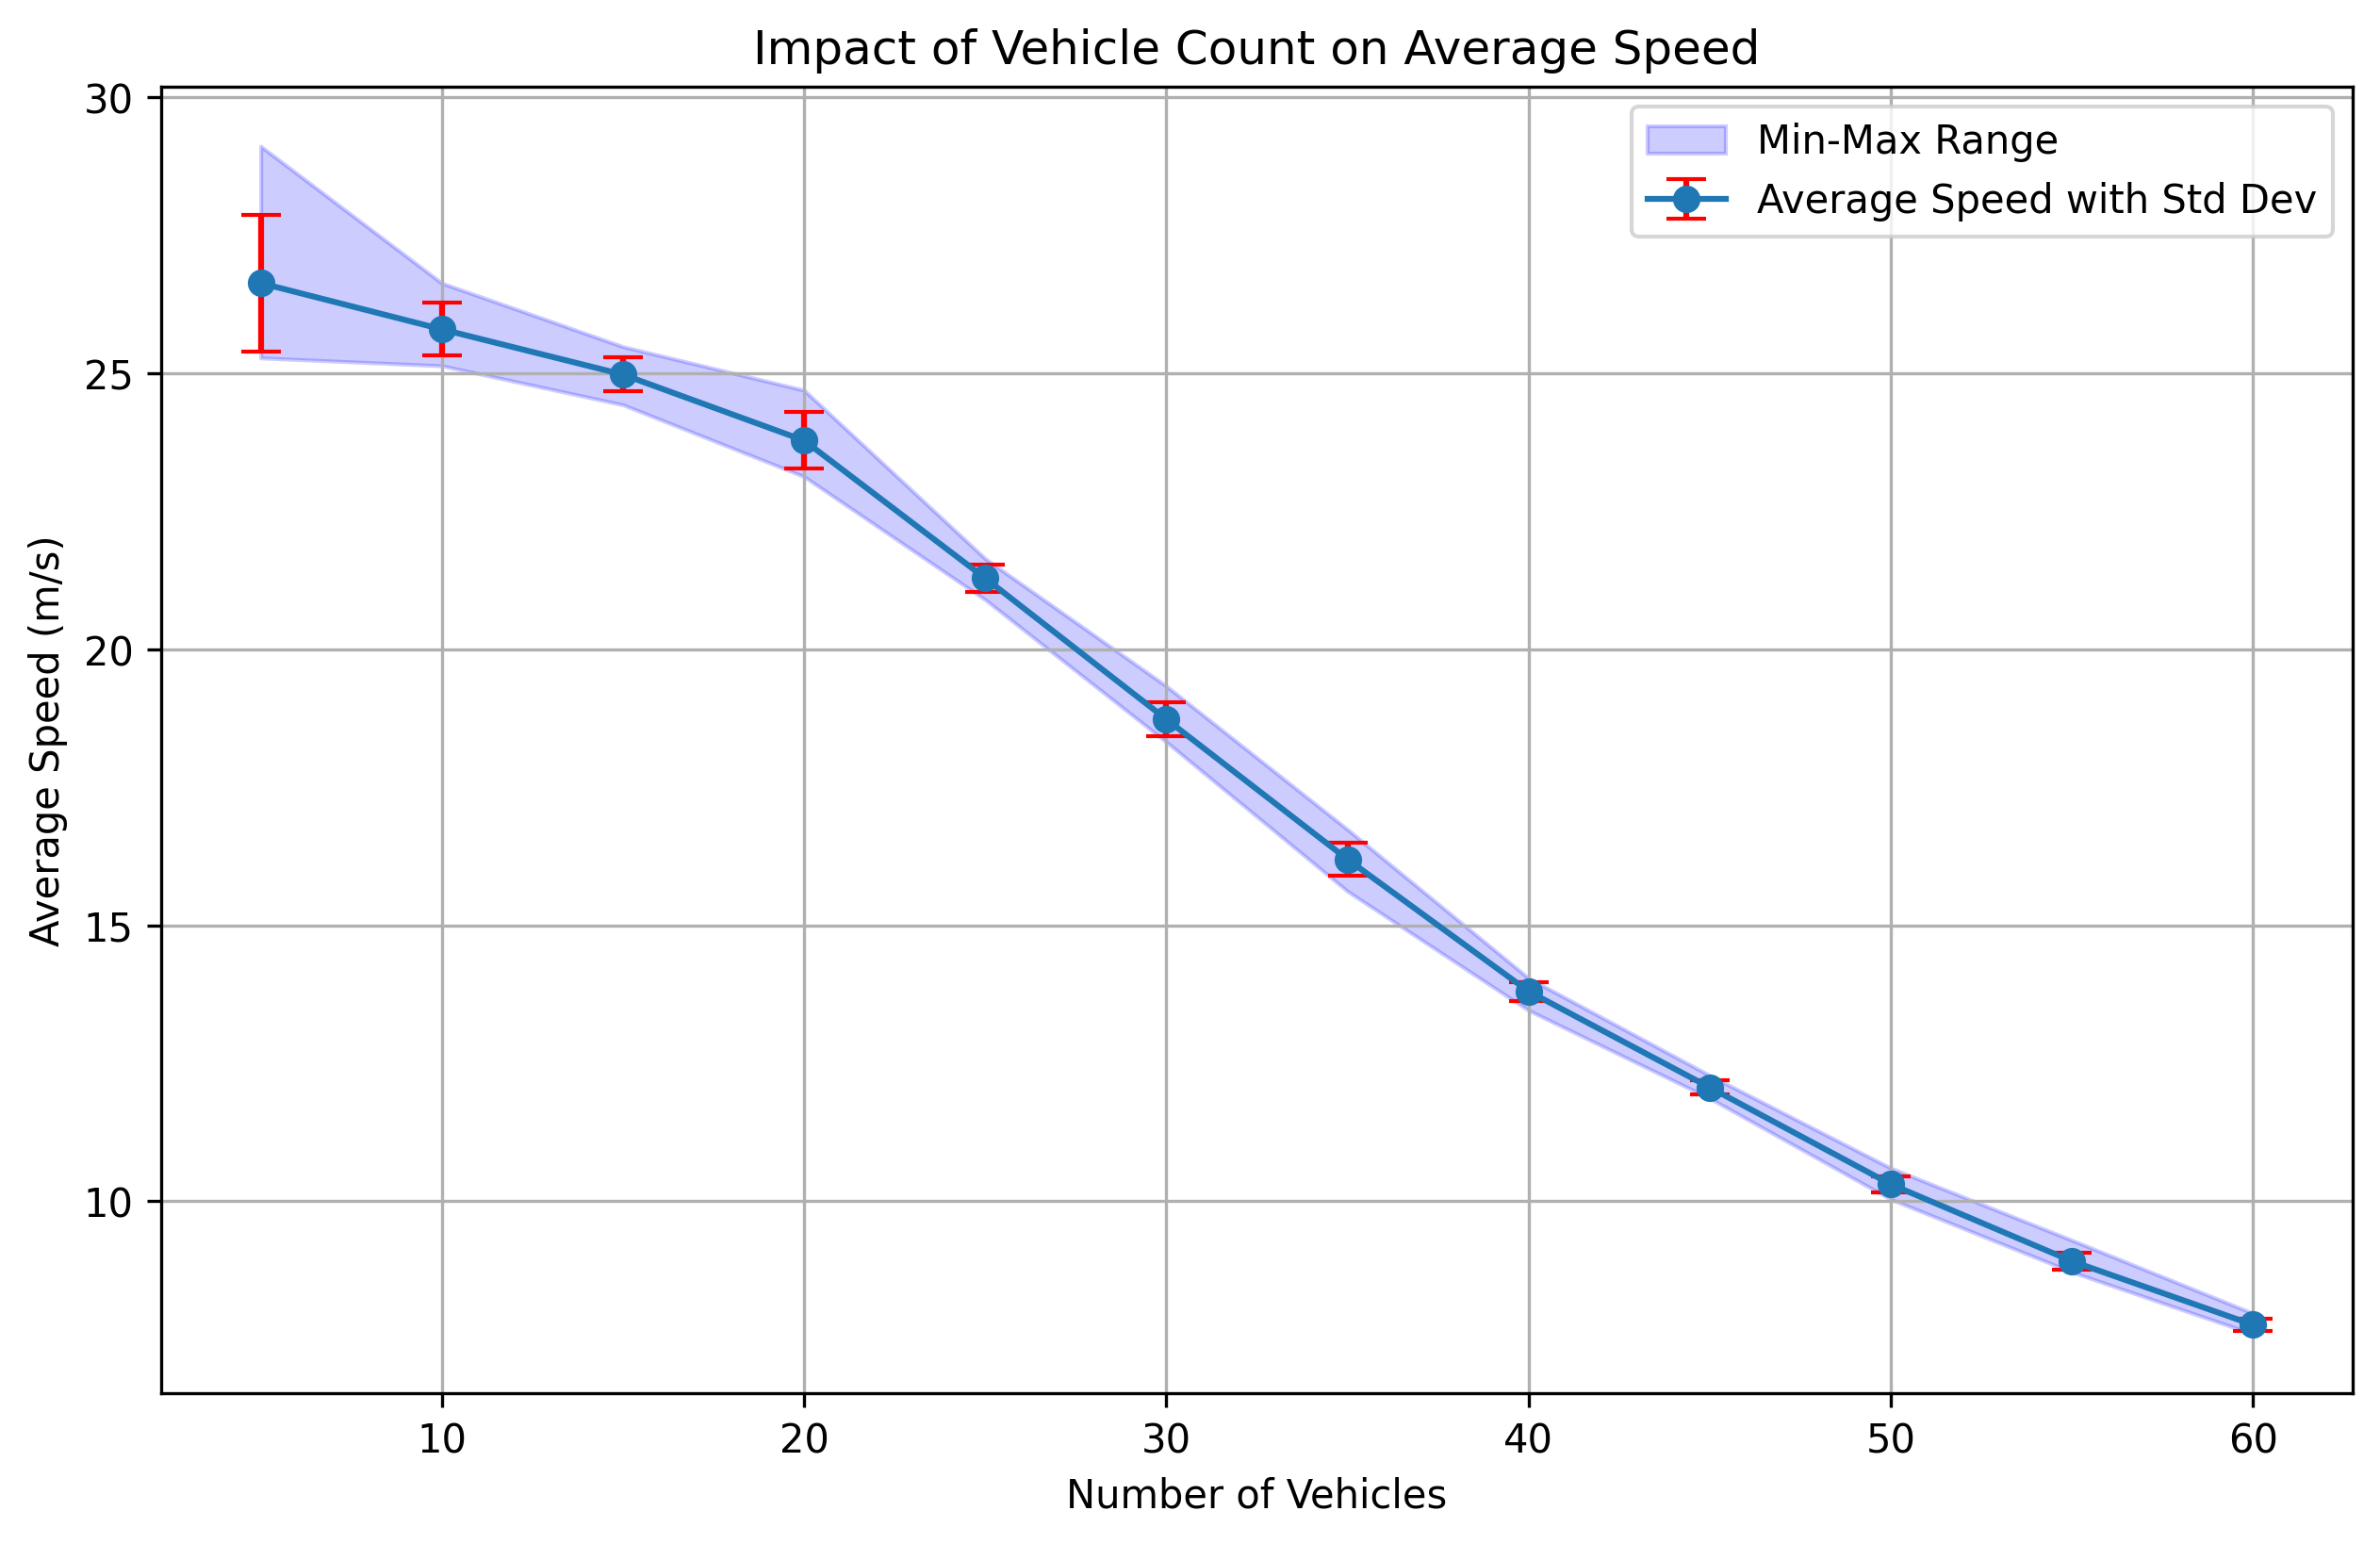 Impact of Vehicle Count on Average Speed
30
25
20
15
10
Average Speed (m/s)
Min-Max Range
Average Speed with Std Dev
10 20 30 40 50 60
Number of Vehicles